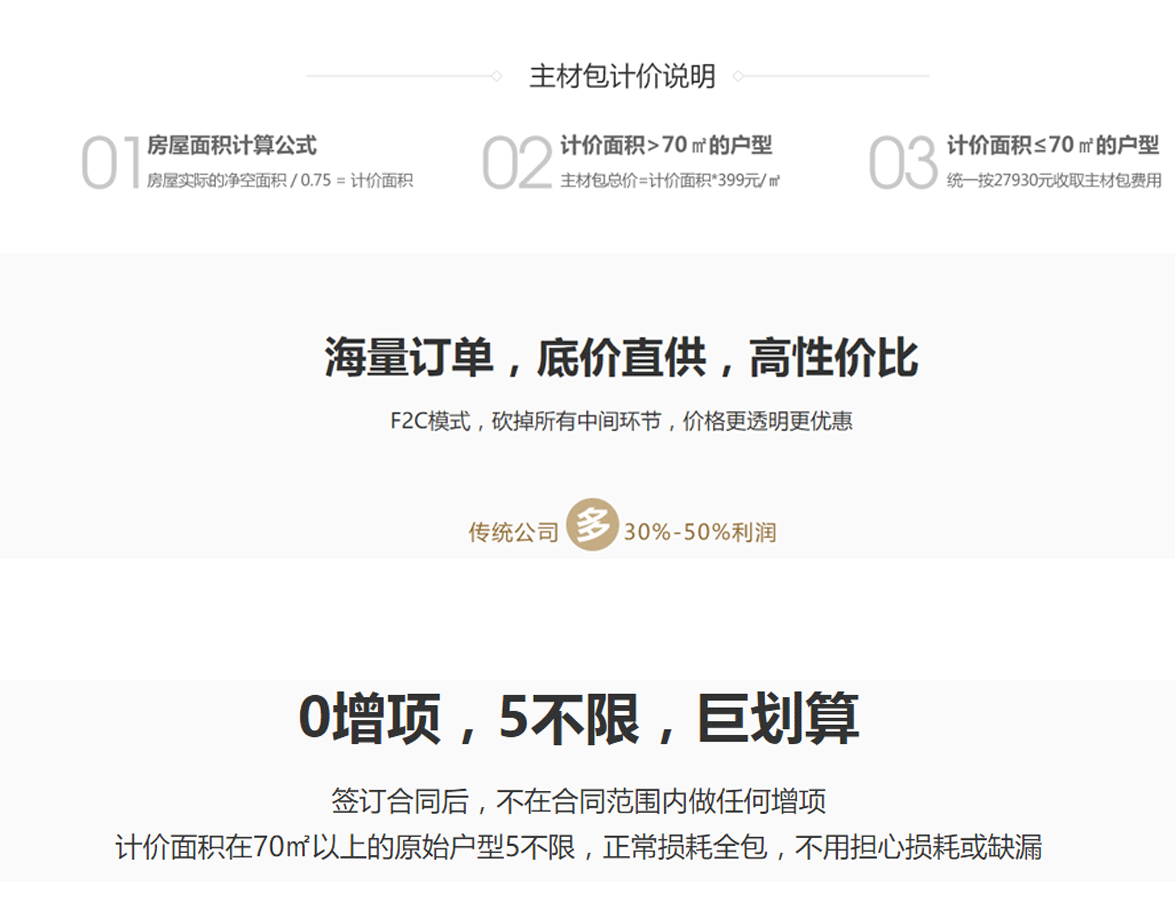 主材包计价说明
01 房屋面积计算公式
房屋实际的净空面积 / 0.75 = 计价面积
02 计价面积>70㎡的户型
主材包总价=计价面积*399元/㎡
03 计价面积≤70㎡的户型
统一按27930元收取主材包费用
海量订单，底价直供，高性价比
F2C模式，砍掉所有中间环节，价格更透明更优惠
传统公司 多 30%-50%利润
0增项，5不限，巨划算
签订合同后，不在合同范围内做任何增项
计价面积在70㎡以上的原始户型5不限，正常损耗全包，不用担心损耗或缺漏